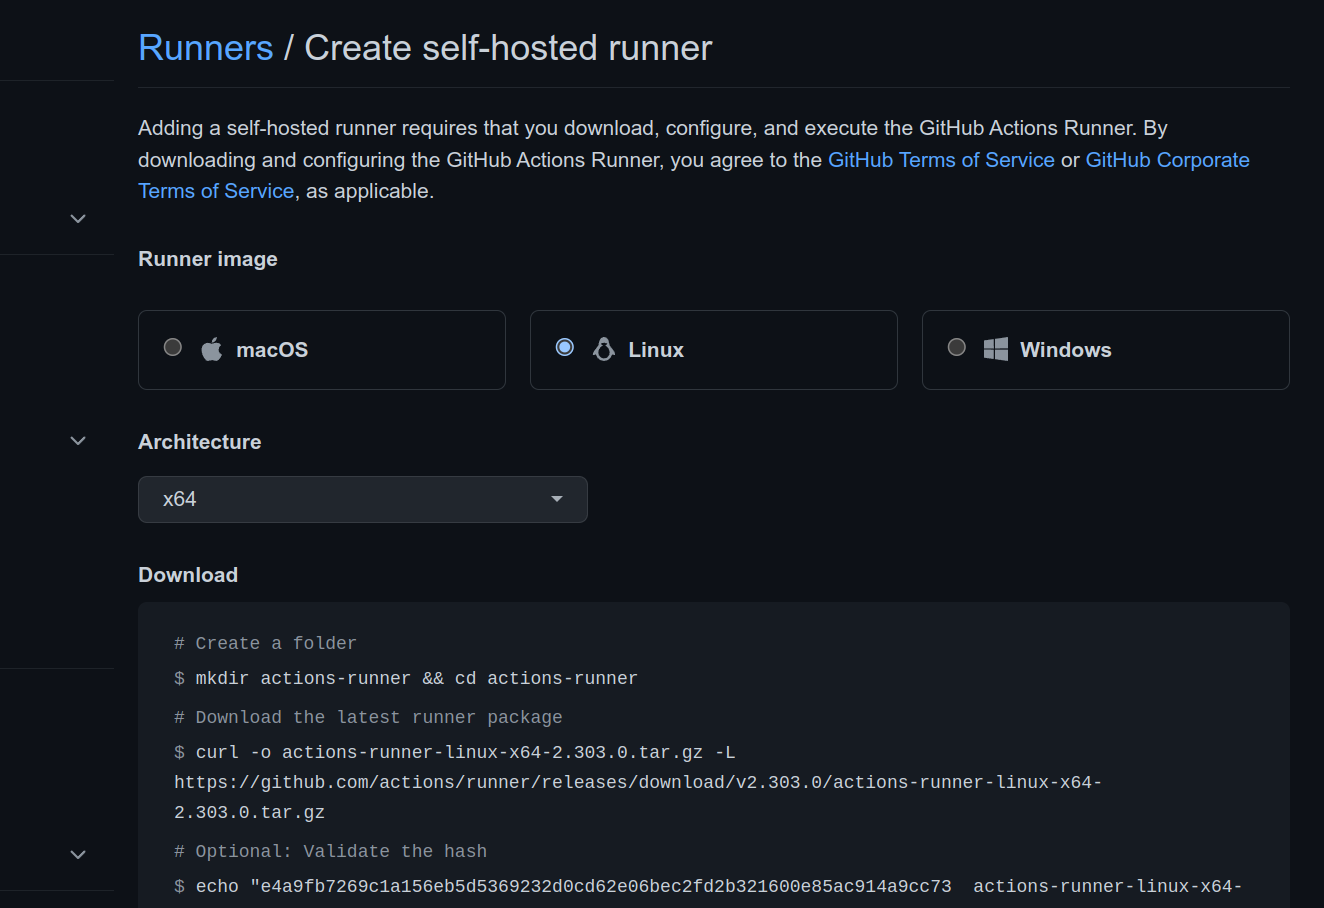 Runners / Create self-hosted runner
Adding a self-hosted runner requires that you download, configure, and execute the GitHub Actions Runner. By
downloading and configuring the GitHub Actions Runner, you agree to the GitHub Terms of Service or GitHub Corporate
Terms of Service, as applicable.
Runner image
macOS
Linux
Windows
Architecture
x64
Download
# Create a folder
$ mkdir actions-runner && cd actions-runner
# Download the latest runner package
$ curl -o actions-runner-linux-x64-2.303.0.tar.gz -L
https://github.com/actions/runner/releases/download/v2.303.0/actions-runner-linux-x64-
2.303.0.tar.gz
# Optional: Validate the hash
$ echo "e4a9fb7269c1a156eb5d5369232d0cd62e06bec2fd2b321600e85ac914a9cc73  actions-runner-linux-x64-